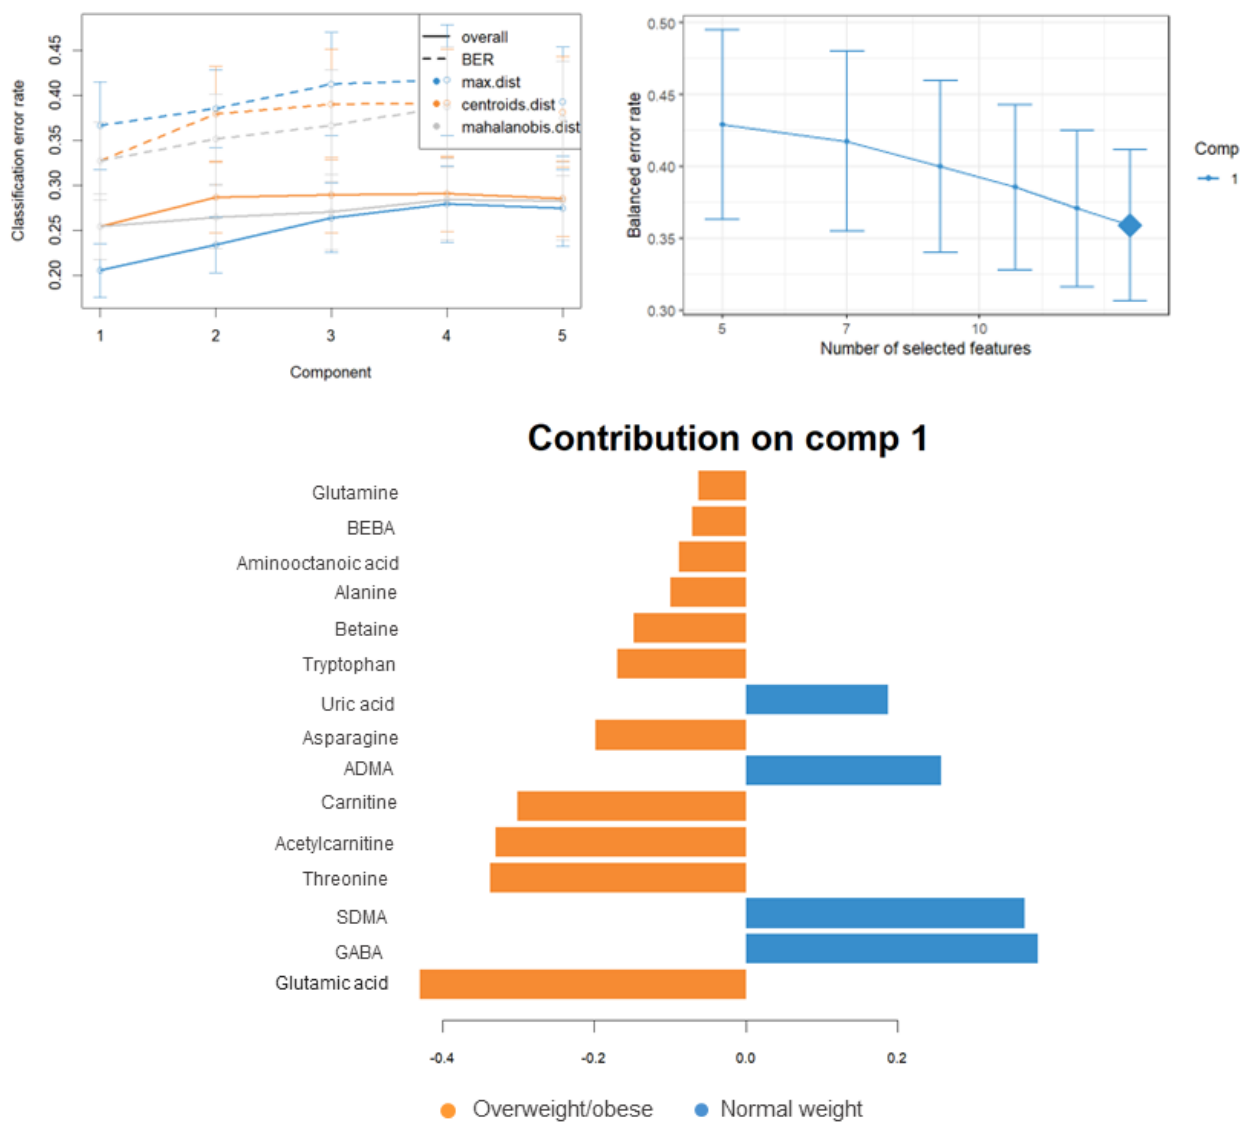 Classification error rate
0.45
0.40
0.35
0.30
0.25
0.20
overall
BER
max.dist
centroids.dist
mahalanobis.dist
1 2 3 4 5
Component
Balanced error rate
0.50
0.45
0.40
0.35
0.30
5 7 10
Number of selected features
Comp
1
Contribution on comp 1
Glutamine
BEBA
Aminooctanoic acid
Alanine
Betaine
Tryptophan
Uric acid
Asparagine
ADMA
Carnitine
Acetylcarnitine
Threonine
SDMA
GABA
Glutamic acid
-0.4 -0.2 0.0 0.2
Overweight/obese Normal weight